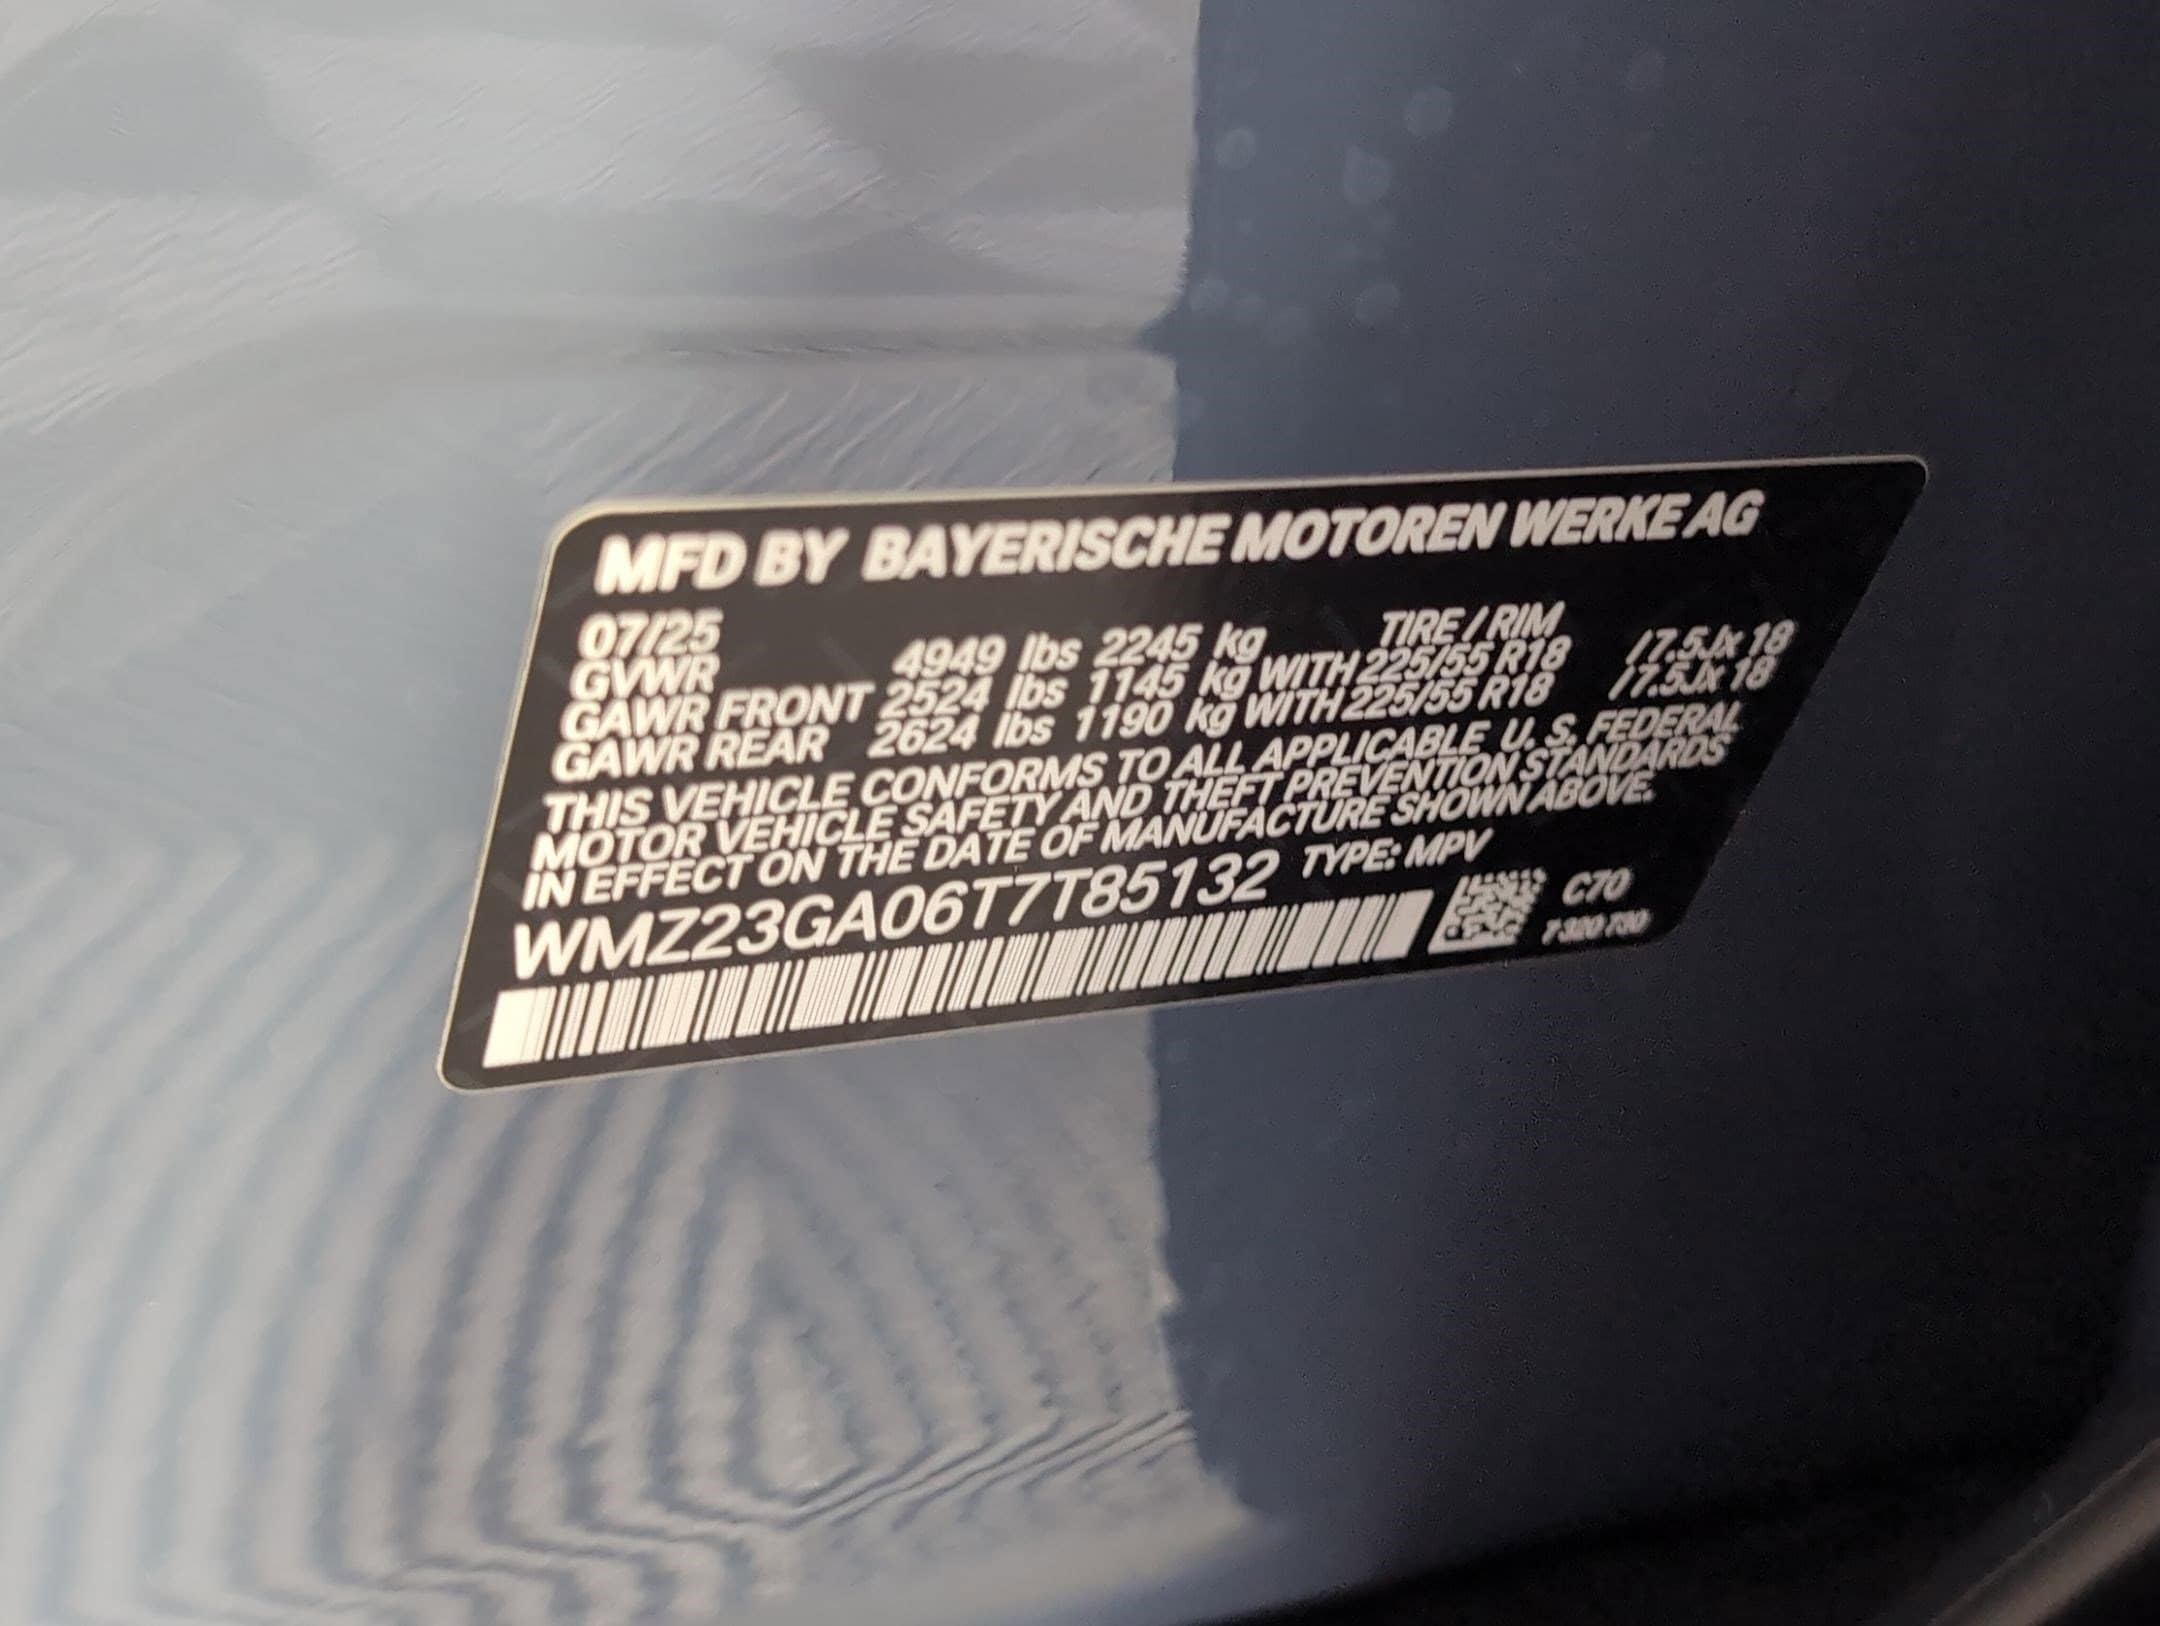 MFD BY BAYERISCHE MOTOREN WERKE AG
07/25 TIRE / RIM
GVWR 4949 lbs 2245 kg
GAWR FRONT 2524 lbs 1145 kg WITH 225/55 R18 / 7.5Jx 18
GAWR REAR 2624 lbs 1190 kg WITH 225/55 R18 / 7.5Jx 18
THIS VEHICLE CONFORMS TO ALL APPLICABLE U. S. FEDERAL
MOTOR VEHICLE SAFETY AND THEFT PREVENTION STANDARDS
IN EFFECT ON THE DATE OF MANUFACTURE SHOWN ABOVE.
WMZ23GA06T7T85132 TYPE: MPV
C70